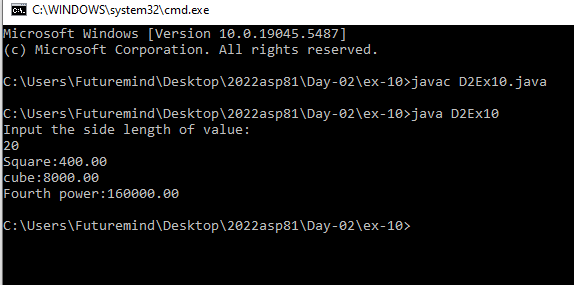 C:\WINDOWS\system32\cmd.exe
Microsoft Windows [Version 10.0.19045.5487]
(c) Microsoft Corporation. All rights reserved.
C:\Users\Futuremind\Desktop\2022asp81\Day-02\ex-10>javac D2Ex10.java
C:\Users\Futuremind\Desktop\2022asp81\Day-02\ex-10>java D2Ex10
Input the side length of value:
20
Square:400.00
cube:8000.00
Fourth power:160000.00
C:\Users\Futuremind\Desktop\2022asp81\Day-02\ex-10>